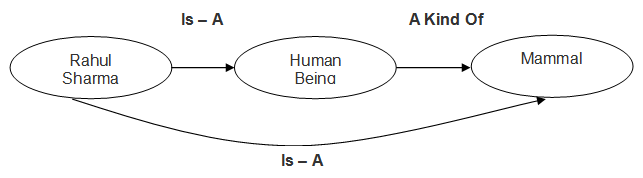 Is – A
A Kind Of
Rahul
Sharma
Human
Being
Mammal
Is – A